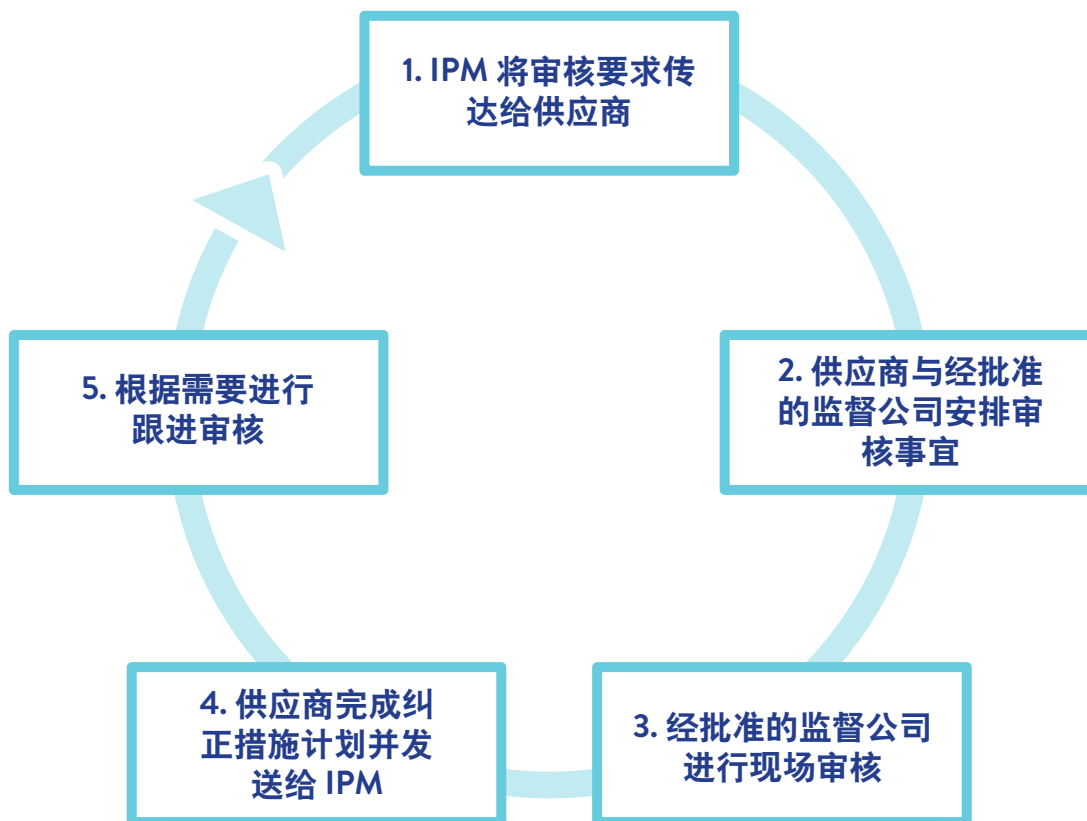 1. IPM 将审核要求传
达给供应商
2. 供应商与经批准
的监督公司安排审
核事宜
3. 经批准的监督公司
进行现场审核
4. 供应商完成纠
正措施计划并发
送给 IPM
5. 根据需要进行
跟进审核